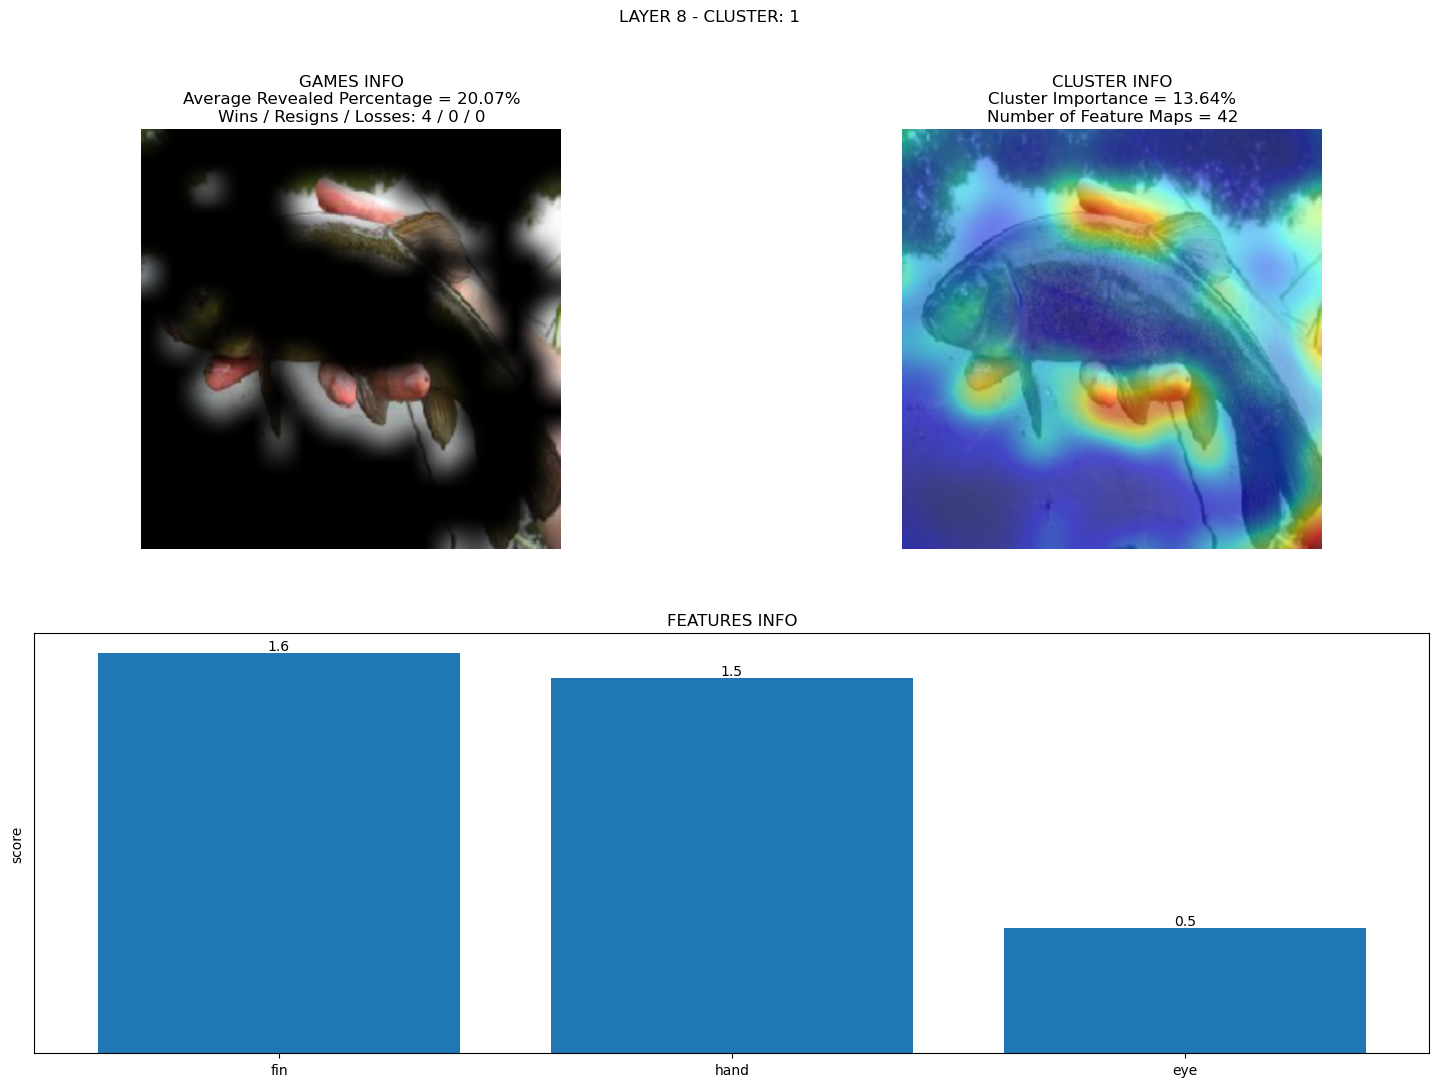 LAYER 8 - CLUSTER: 1
GAMES INFO
Average Revealed Percentage = 20.07%
Wins / Resigns / Losses: 4 / 0 / 0
CLUSTER INFO
Cluster Importance = 13.64%
Number of Feature Maps = 42
FEATURES INFO
score
1.6
1.5
0.5
fin
hand
eye